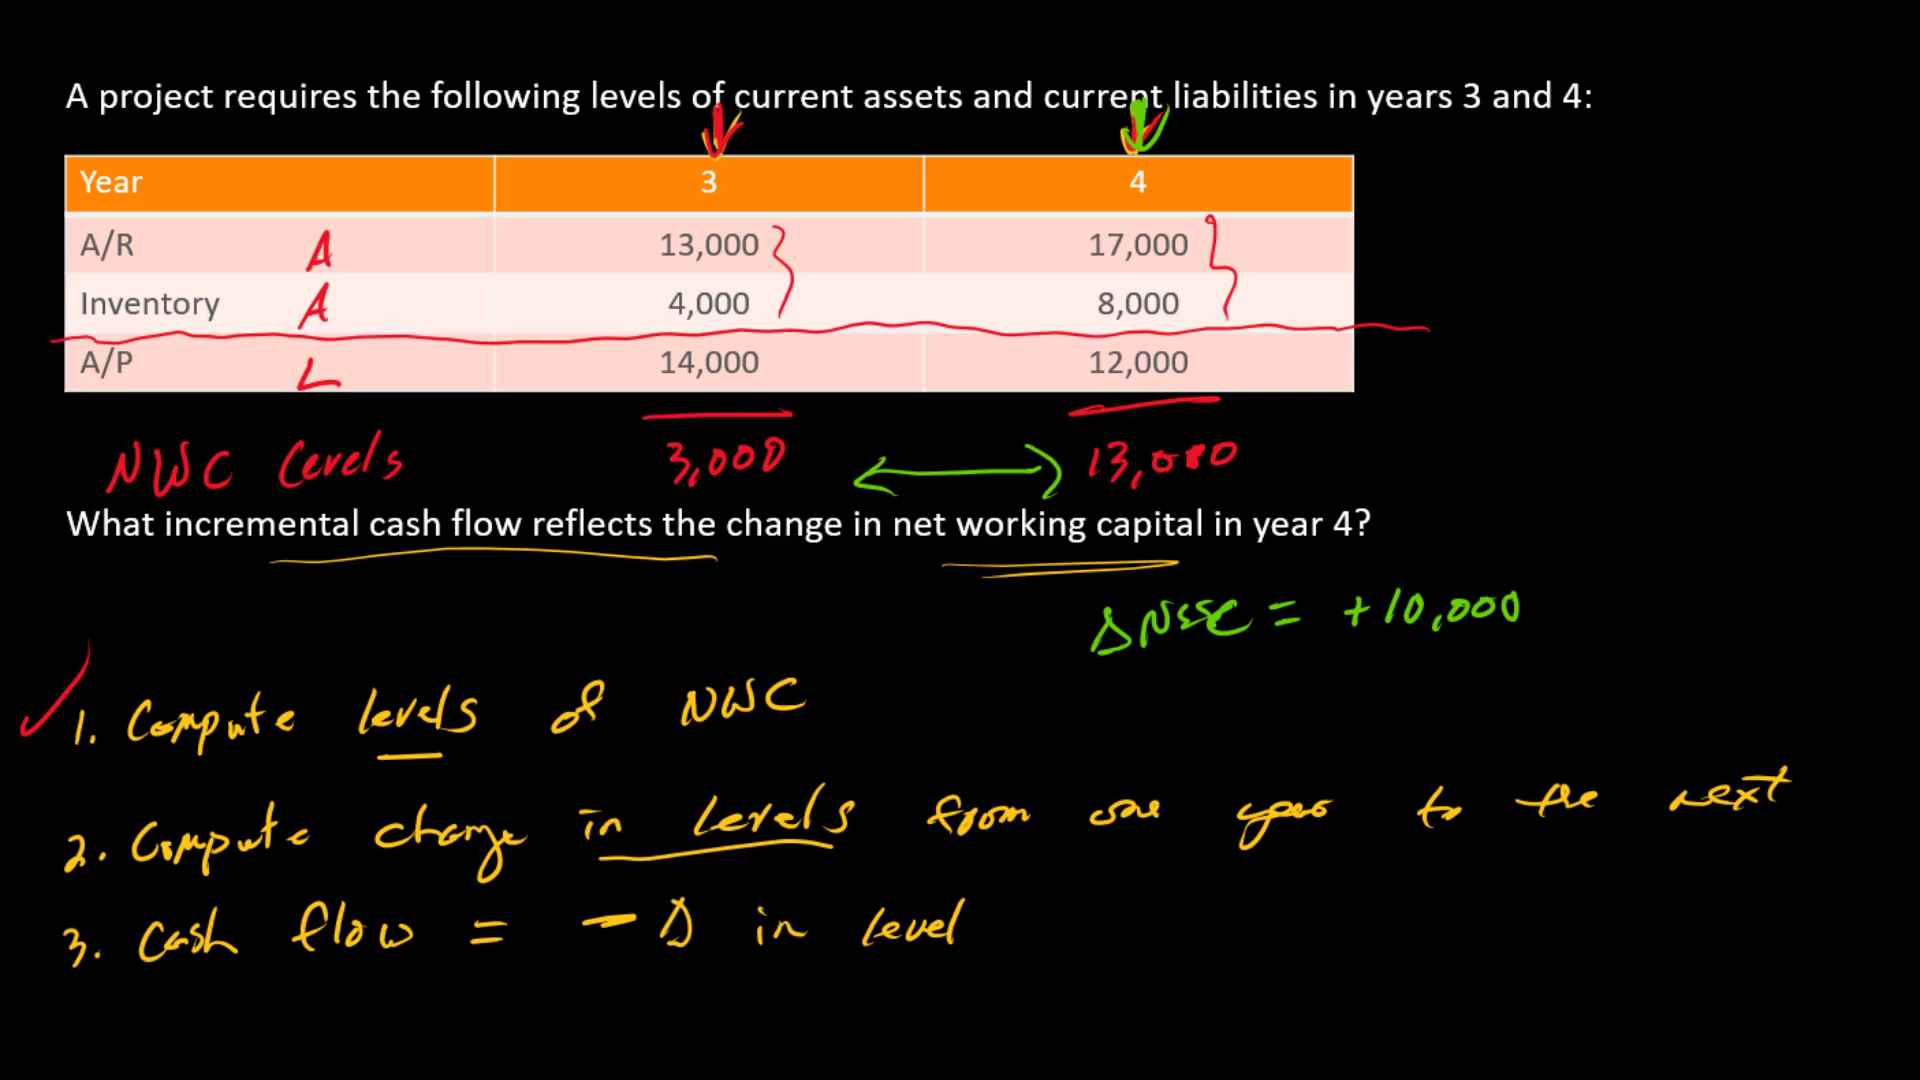 A project requires the following levels of current assets and current liabilities in years 3 and 4:
Year 3 4
A/R A 13,000 17,000
Inventory A 4,000 8,000
A/P L 14,000 12,000
NWC Levels 3,000 13,000
What incremental cash flow reflects the change in net working capital in year 4?
Δ NWC = +10,000
1. Compute levels of NWC
2. Compute change in levels from one year to the next
3. Cash flow = - Δ in level